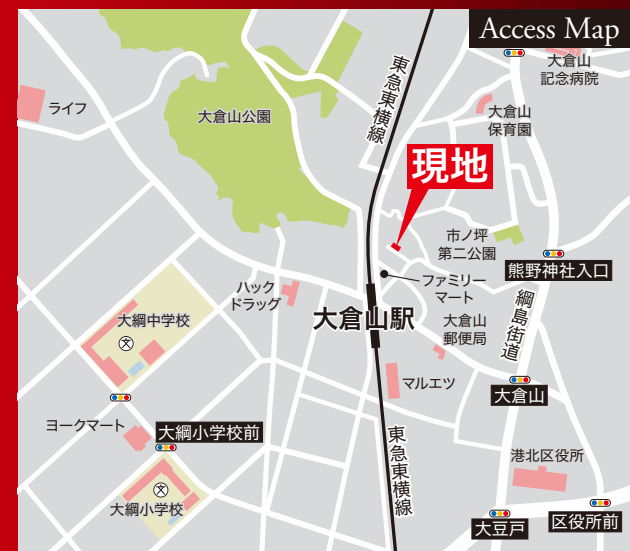 Access Map
大倉山
記念病院
東急東横線
ライフ
大倉山公園
大倉山
保育園
現地
市ノ坪
第二公園
熊野神社入口
ファミリー
マート
綱島街道
ハック
ドラッグ
大倉山駅
大倉山
郵便局
大綱中学校
文
マルエツ
大倉山
ヨークマート
大綱小学校前
東急東横線
港北区役所
文
大綱小学校
大豆戸
区役所前